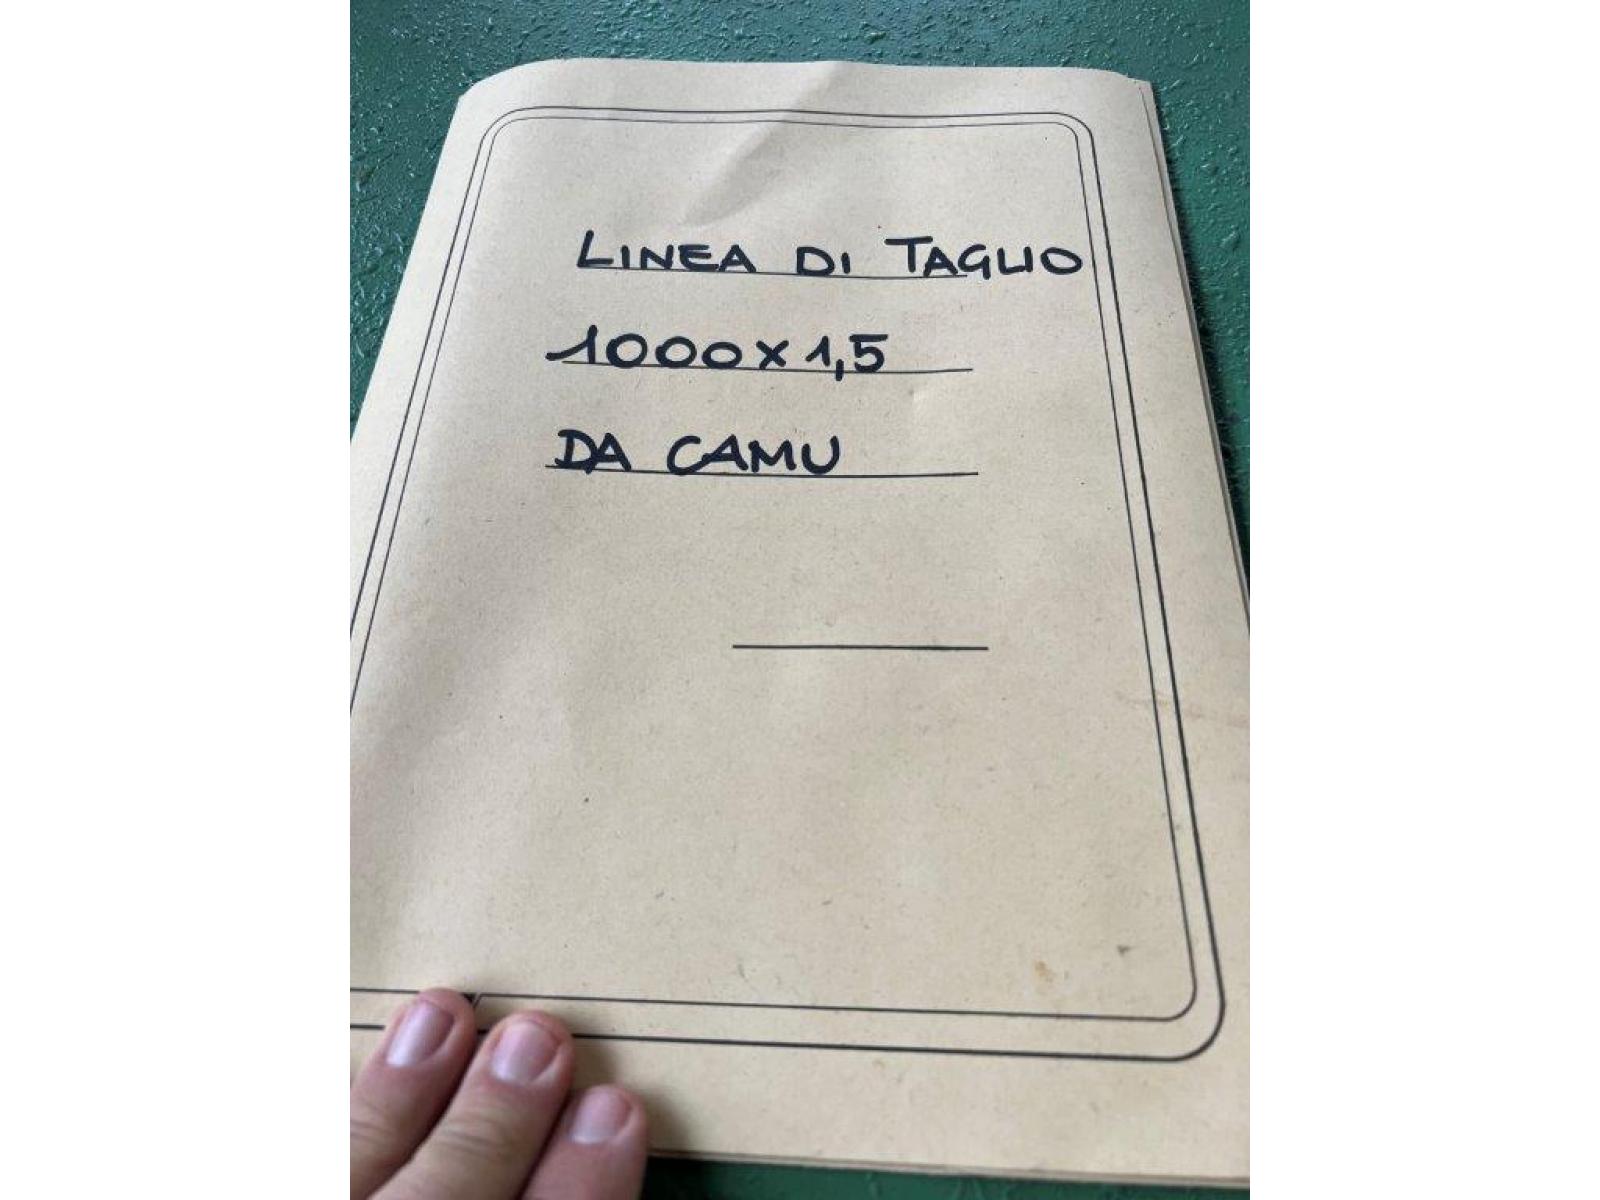 LINEA DI TAGLIO
1000x1,5
DA CAMU